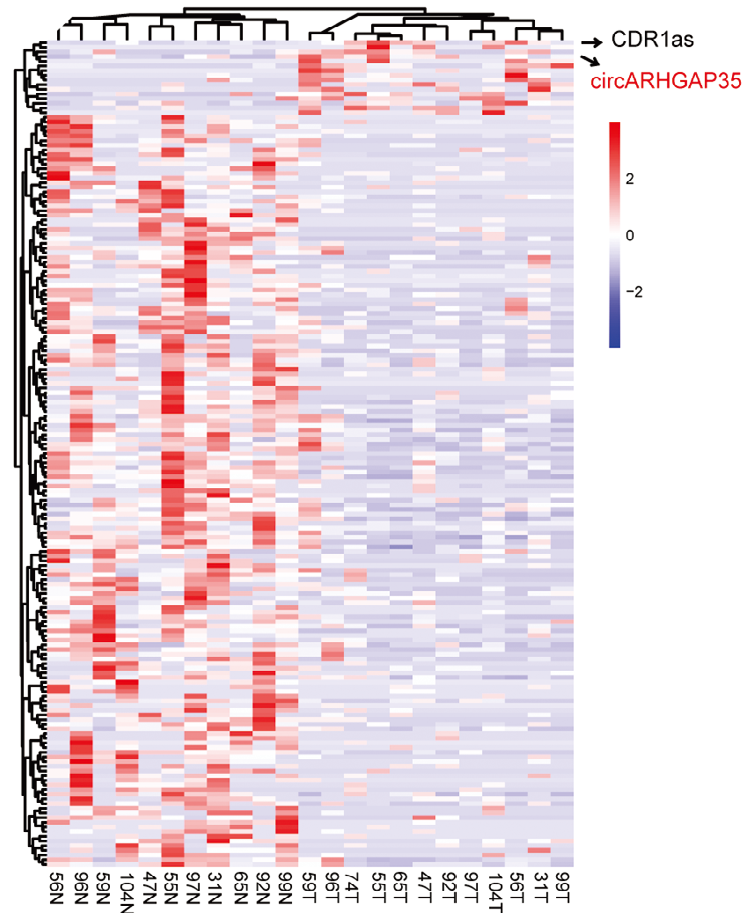 CDR1as
circARHGAP35
2
0
−2
56N
96N
59N
104N
47N
55N
97N
31N
65N
92N
99N
59T
96T
74T
55T
65T
47T
92T
97T
104T
56T
31T
99T